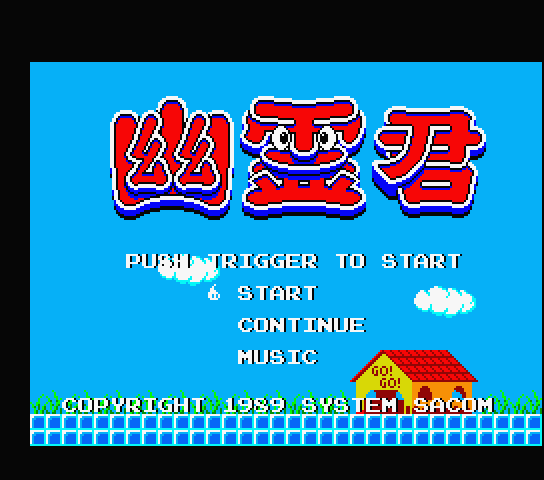 幽霊君
PUSH TRIGGER TO START
START
CONTINUE
MUSIC
GO!
GO!
COPYRIGHT 1989 SYSTEM SACOM